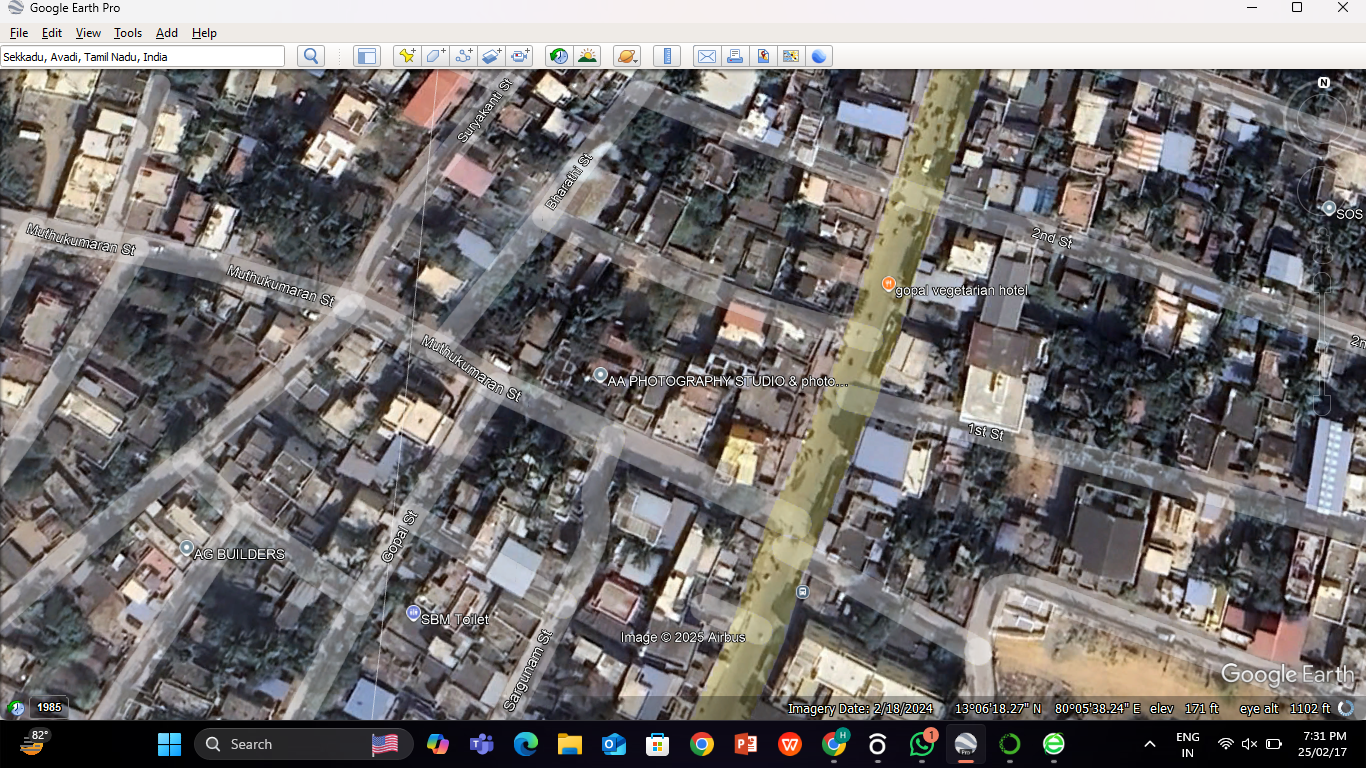 Google Earth Pro
File Edit View Tools Add Help
Sekkadu, Avadi, Tamil Nadu, India
N
Suryakanti St
Bharathi St
SOS
Muthukumaran St
2nd St
Muthukumaran St
gopal vegetarian hotel
Muthukumaran St
AA PHOTOGRAPHY STUDIO & photo...
1st St
Gopal St
AG BUILDERS
SBM Toilet
Sargunam St
Image © 2025 Airbus
Google Earth
1985
Imagery Date: 2/18/2024 13°06'18.27" N 80°05'38.24" E elev 171 ft eye alt 1102 ft
82°
Search
H
1
Pro
ENG
IN
7:31 PM
25/02/17